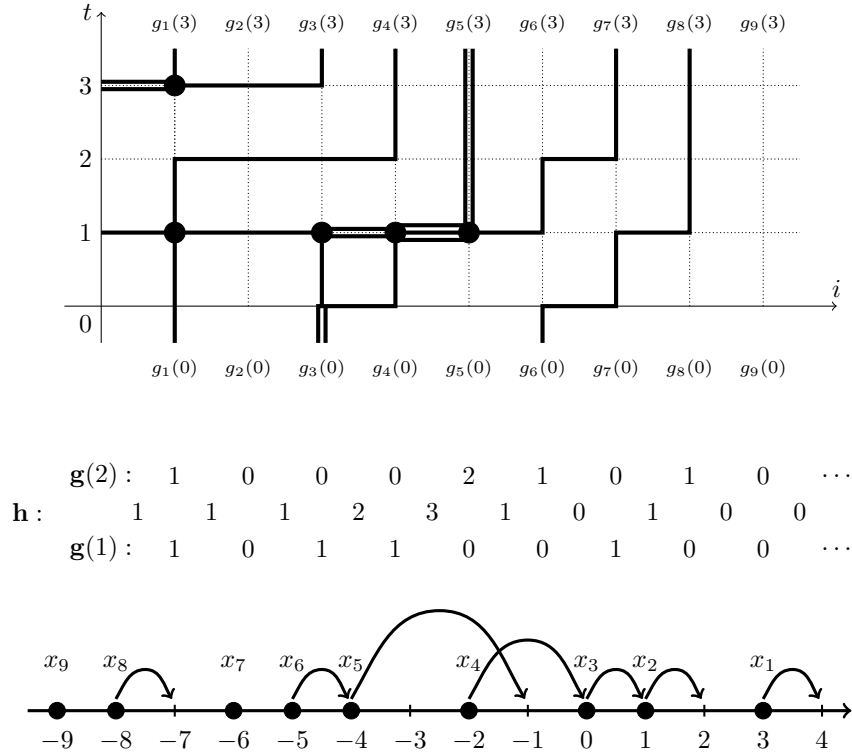 t g₁(3) g₂(3) g₃(3) g₄(3) g₅(3) g₆(3) g₇(3) g₈(3) g₉(3)
3
2
1
i
0
g₁(0) g₂(0) g₃(0) g₄(0) g₅(0) g₆(0) g₇(0) g₈(0) g₉(0)
g(2) : 1 0 0 0 2 1 0 1 0 ⋯
h : 1 1 1 2 3 1 0 1 0 0
g(1) : 1 0 1 1 0 0 1 0 0 ⋯
x₉ x₈ x₇ x₆ x₅ x₄ x₃ x₂ x₁
−9 −8 −7 −6 −5 −4 −3 −2 −1 0 1 2 3 4